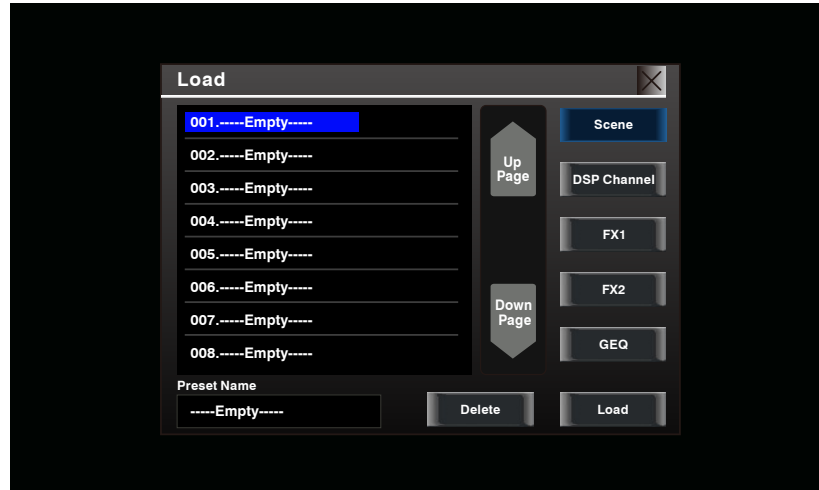 Load
001.-----Empty-----
002.-----Empty-----
003.-----Empty-----
004.-----Empty-----
005.-----Empty-----
006.-----Empty-----
007.-----Empty-----
008.-----Empty-----
Up
Page
Down
Page
Scene
DSP Channel
FX1
FX2
GEQ
Preset Name
-----Empty-----
Delete
Load